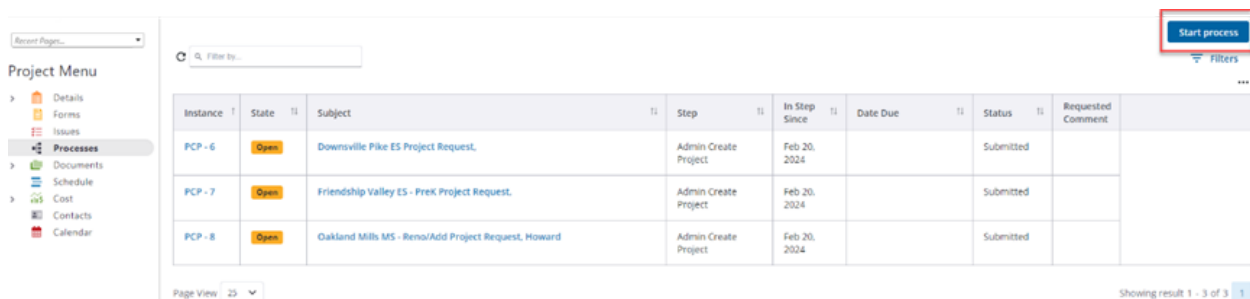 Start process
Recent Pages...
Filter by...
Filters
Project Menu
Details
Forms
Issues
Processes
Documents
Schedule
Cost
Contacts
Calendar
Instance State Subject Step In Step Since Date Due Status Requested Comment
PCP - 6 Open Downsville Pike ES Project Request, Admin Create Project Feb 20, 2024 Submitted
PCP - 7 Open Friendship Valley ES - PreK Project Request, Admin Create Project Feb 20, 2024 Submitted
PCP - 8 Open Oakland Mills MS - Reno/Add Project Request, Howard Admin Create Project Feb 20, 2024 Submitted
Page View 25
Showing result 1 - 3 of 3 1